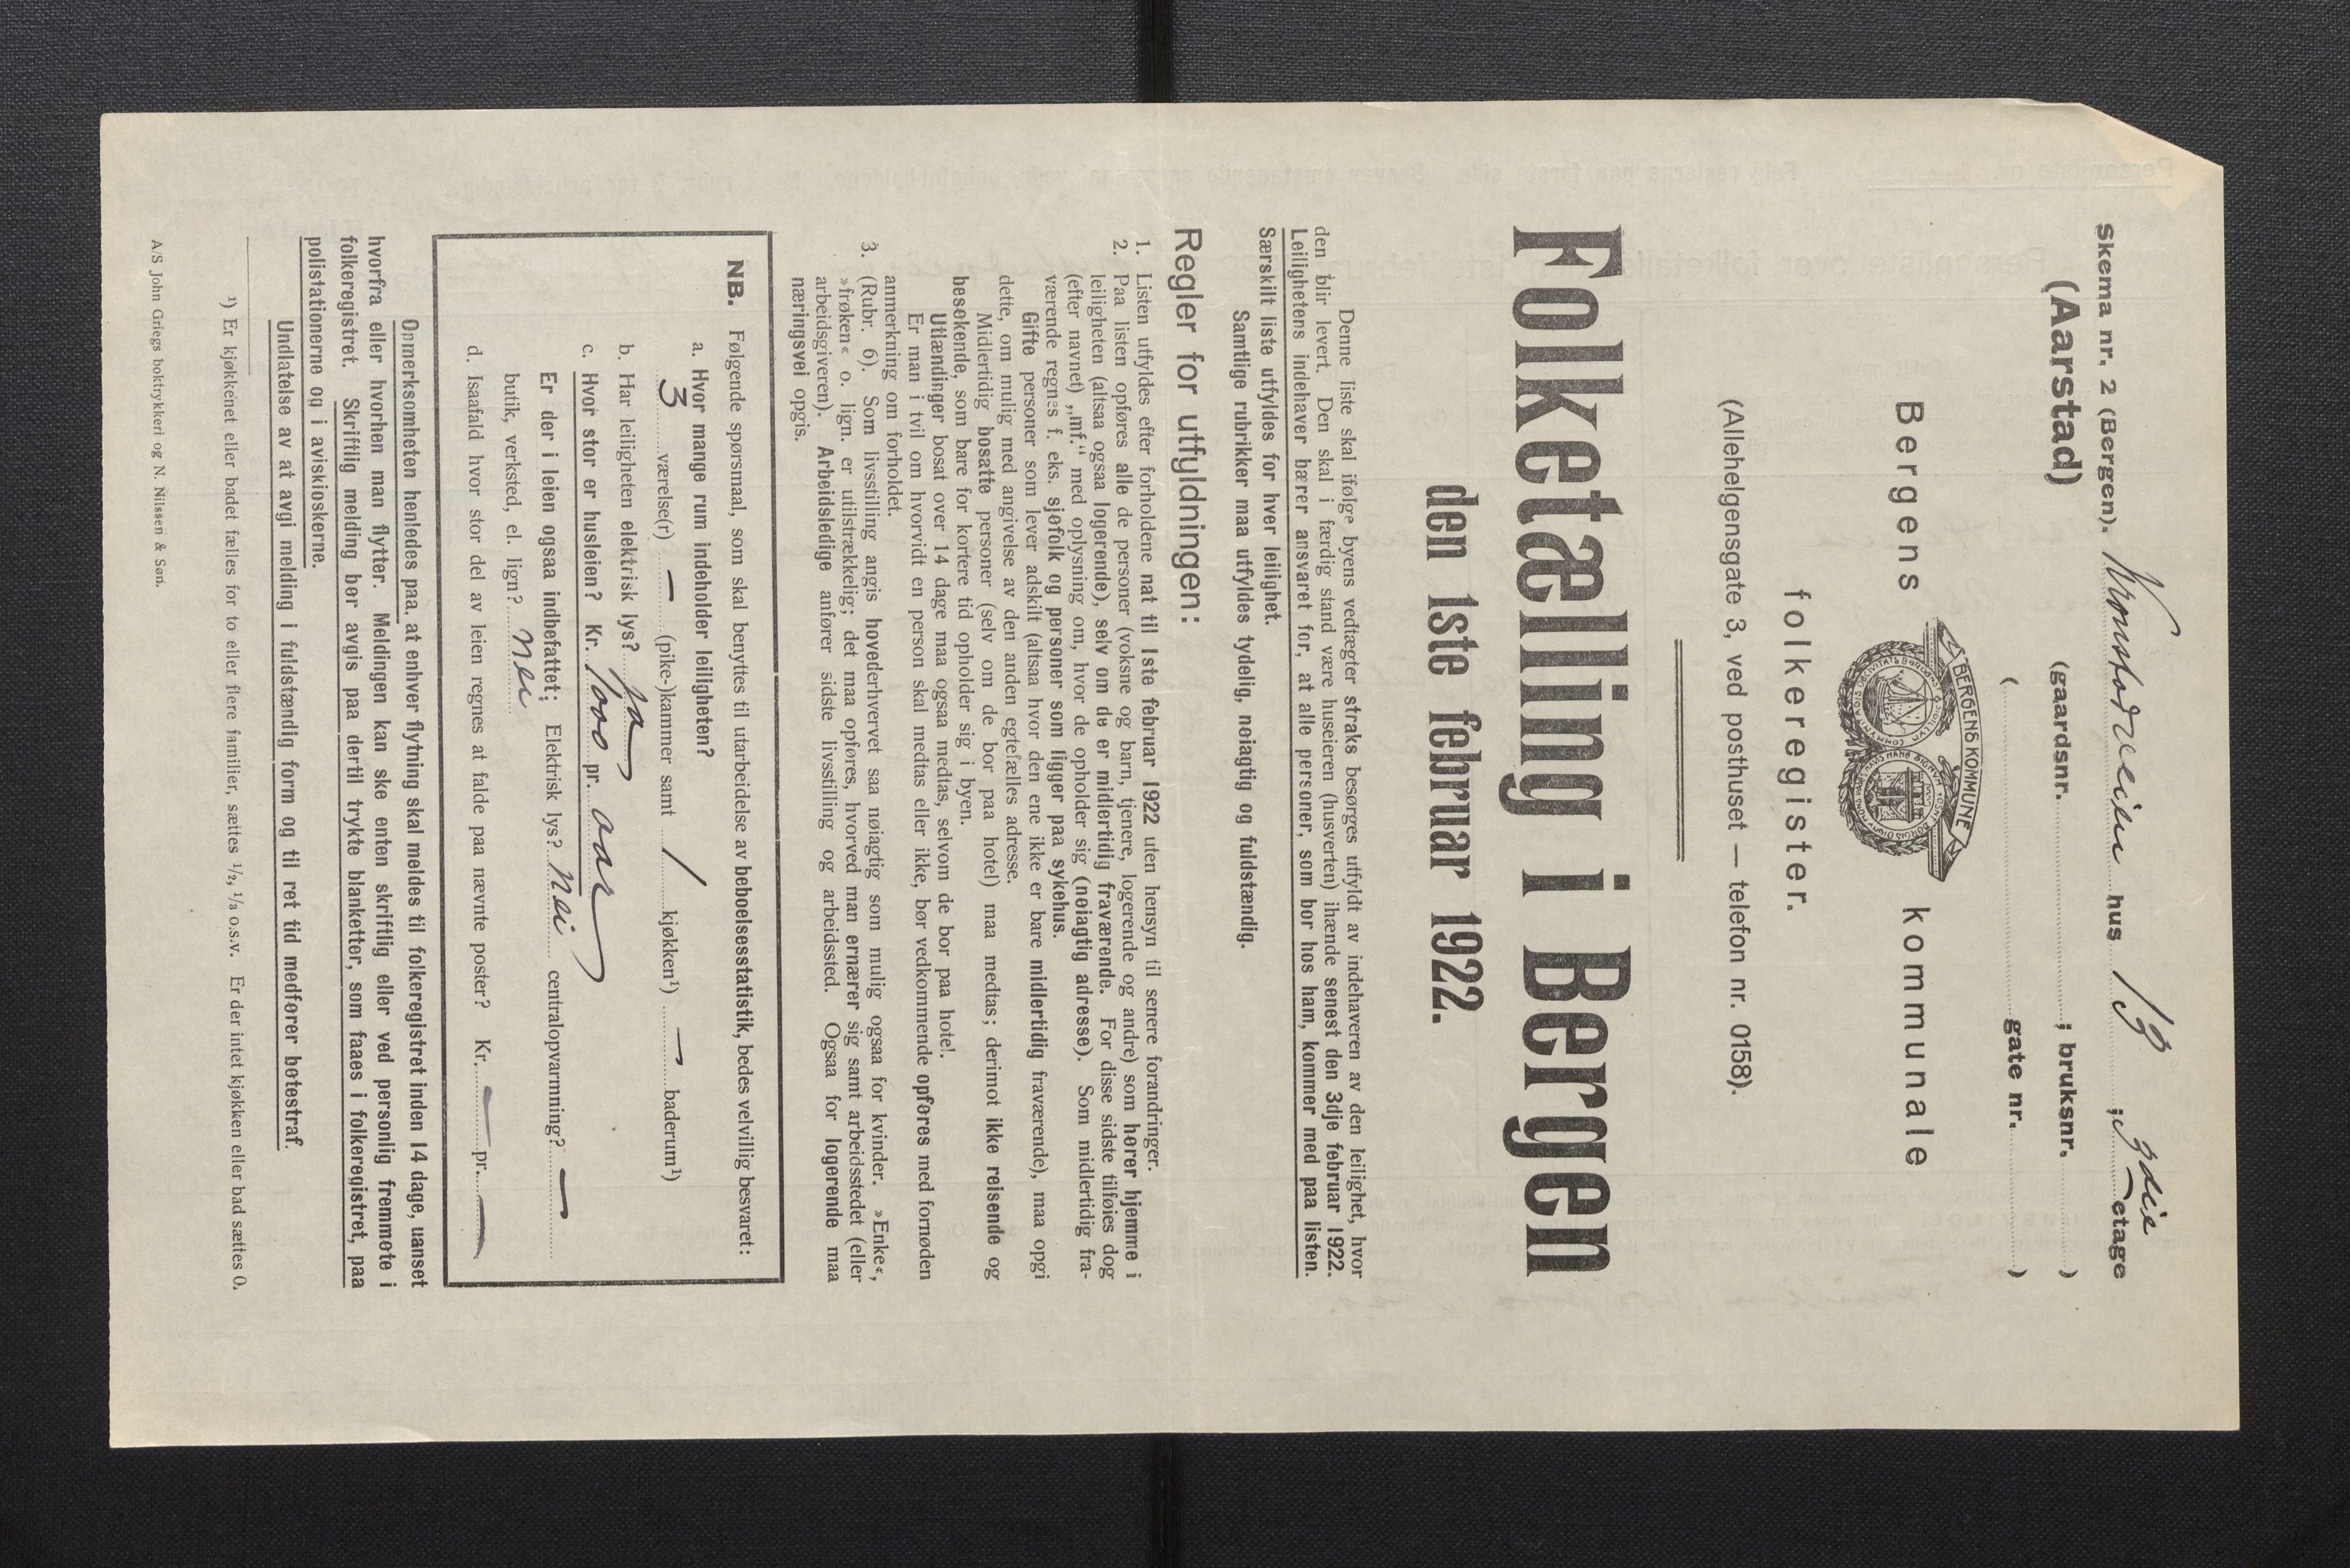 Skema nr. 2 (Bergen). Kronstadveien hus 13 ; 3die etage
(Aarstad) (gaardsnr. ; bruksnr. )
( gate nr. )
BERGENS KOMMUNE
Bergens kommunale
folkeregister.
(Allehelgensgate 3, ved posthuset — telefon nr. 0158).
Folketælling i Bergen
den 1ste februar 1922.
Denne liste skal ifølge byens vedtægter straks besørges utfyldt av indehaveren av den leilighet, hvor
den blir levert. Den skal i færdig stand være huseieren (husverten) ihænde senest den 3dje februar 1922.
Leilighetens indehaver bærer ansvaret for, at alle personer, som bor hos ham, kommer med paa listen.
Særskilt liste utfyldes for hver leilighet.
Samtlige rubrikker maa utfyldes tydelig, nøiagtig og fuldstændig.
Regler for utfyldningen:
1. Listen utfyldes efter forholdene nat til 1ste februar 1922 uten hensyn til senere forandringer.
2. Paa listen opføres alle de personer (voksne og barn, tjenere, logerende og andre) som hører hjemme i
leiligheten (altsaa ogsaa logerende), selv om de er midlertidig fraværende. For disse sidste tilføies dog
(efter navnet) „mf." med oplysning om, hvor de opholder sig (nøiagtig adresse). Som midlertidig fra-
værende regnes f. eks. sjøfolk og personer som ligger paa sykehus.
Gifte personer som lever adskilt (altsaa hvor den ene ikke er bare midlertidig fraværende), maa opgi
dette, om mulig med angivelse av den anden egtefælles adresse.
Midlertidig bosatte personer (selv om de bor paa hotel) maa medtas; derimot ikke reisende og
besøkende, som bare for kortere tid opholder sig i byen.
Utlændinger bosat over 14 dage maa ogsaa medtas, selvom de bor paa hotel.
Er man i tvil om hvorvidt en person skal medtas eller ikke, bør vedkommende opføres med fornøden
anmerkning om forholdet.
3. (Rubr. 6). Som livsstilling angis hovederhvervet saa nøiagtig som mulig ogsaa for kvinder. »Enke«,
»frøken« o. lign. er utilstrækkelig; det maa opføres, hvorved man ernærer sig samt arbeidsstedet (eller
arbeidsgiveren). Arbeidsledige anfører sidste livsstilling og arbeidssted. Ogsaa for logerende maa
næringsvei opgis.
NB. Følgende spørsmaal, som skal benyttes til utarbeidelse av beboelsesstatistik, bedes velvillig besvaret:
a. Hvor mange rum indeholder leiligheten?
3 værelse(r) — (pike-)kammer samt 1 kjøkken¹) — baderum¹)
b. Har leiligheten elektrisk lys? ja
c. Hvor stor er husleien? Kr. 1000 pr. aar
Er der i leien ogsaa indbefattet; Elektrisk lys? Nei centralopvarmning? —
butik, verksted, el. lign? nei
d. Isaafald hvor stor del av leien regnes at falde paa nævnte poster? Kr. — pr. —
Opmerksomheten henledes paa, at enhver flytning skal meldes til folkeregistret inden 14 dage, uanset
hvorfra eller hvorhen man flytter. Meldingen kan ske enten skriftlig eller ved personlig fremmøte i
folkeregistret. Skriftlig melding bør avgis paa dertil trykte blanketter, som faaes i folkeregistret, paa
polistationerne og i aviskioskerne.
Undlatelse av at avgi melding i fuldstændig form og til ret tid medfører bøtestraf.
¹) Er kjøkkenet eller badet fælles for to eller flere familier, sættes ¹/₂, ¹/₃ o.s.v. Er der intet kjøkken eller bad sættes 0.
A/S John Griegs boktrykkeri og N. Nilssen & Søn.